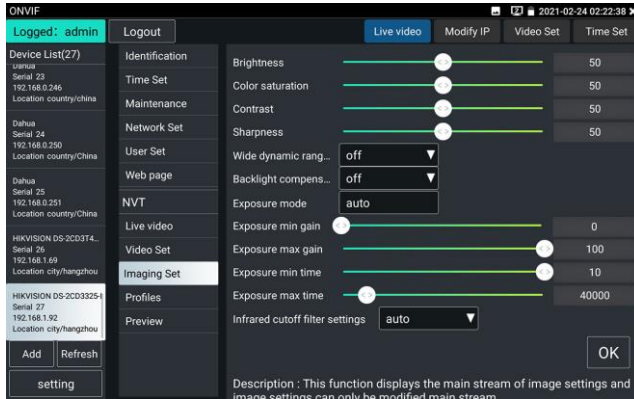 ONVIF
2021-02-24 02:22:38
Logged: admin
Logout
Live video
Modify IP
Video Set
Time Set
Device List(27)
Dahua
Serial 23
192.168.0.246
Location country/china
Dahua
Serial 24
192.168.0.250
Location country/China
Dahua
Serial 25
192.168.0.251
Location country/China
HIKVISION DS-2CD3T4...
Serial 26
192.168.1.69
Location city/hangzhou
HIKVISION DS-2CD3325-I
Serial 27
192.168.1.92
Location city/hangzhou
Add
Refresh
setting
Identification
Time Set
Maintenance
Network Set
User Set
Web page
NVT
Live video
Video Set
Imaging Set
Profiles
Preview
Brightness 50
Color saturation 50
Contrast 50
Sharpness 50
Wide dynamic rang... off
Backlight compens... off
Exposure mode auto
Exposure min gain 0
Exposure max gain 100
Exposure min time 10
Exposure max time 40000
Infrared cutoff filter settings auto
OK
Description : This function displays the main stream of image settings and
image settings can only be modified main stream